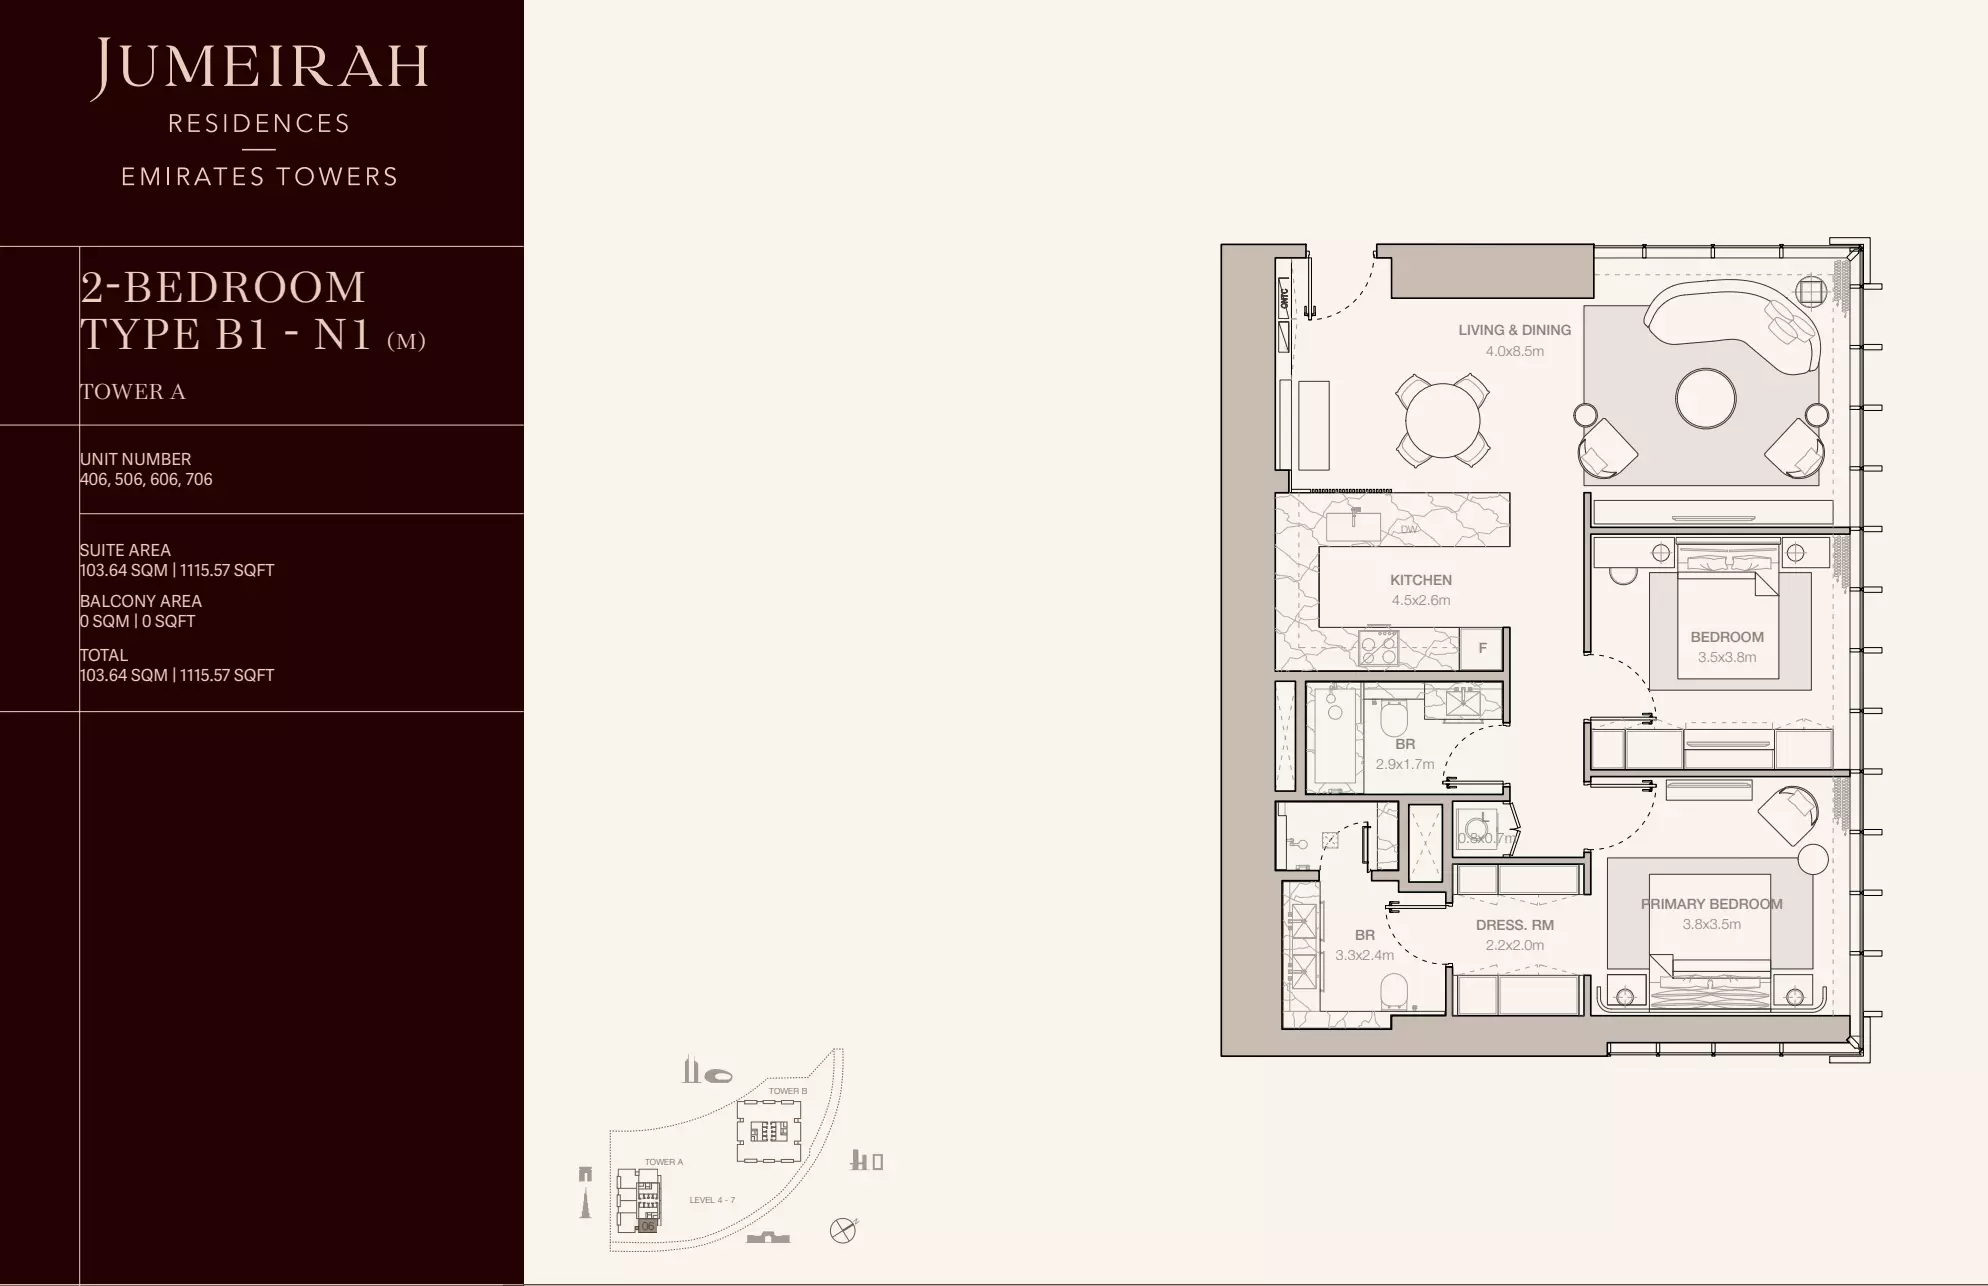 JUMEIRAH
RESIDENCES
EMIRATES TOWERS
2-BEDROOM
TYPE B1 - N1 (M)
TOWER A
UNIT NUMBER
406, 506, 606, 706
SUITE AREA
103.64 SQM | 1115.57 SQFT
BALCONY AREA
0 SQM | 0 SQFT
TOTAL
103.64 SQM | 1115.57 SQFT
LIVING & DINING
4.0x8.5m
DW
KITCHEN
4.5x2.6m
F
BEDROOM
3.5x3.8m
BR
2.9x1.7m
L
0.8x0.7m
PRIMARY BEDROOM
3.8x3.5m
DRESS. RM
2.2x2.0m
BR
3.3x2.4m
TOWER B
TOWER A
LEVEL 4 - 7
06